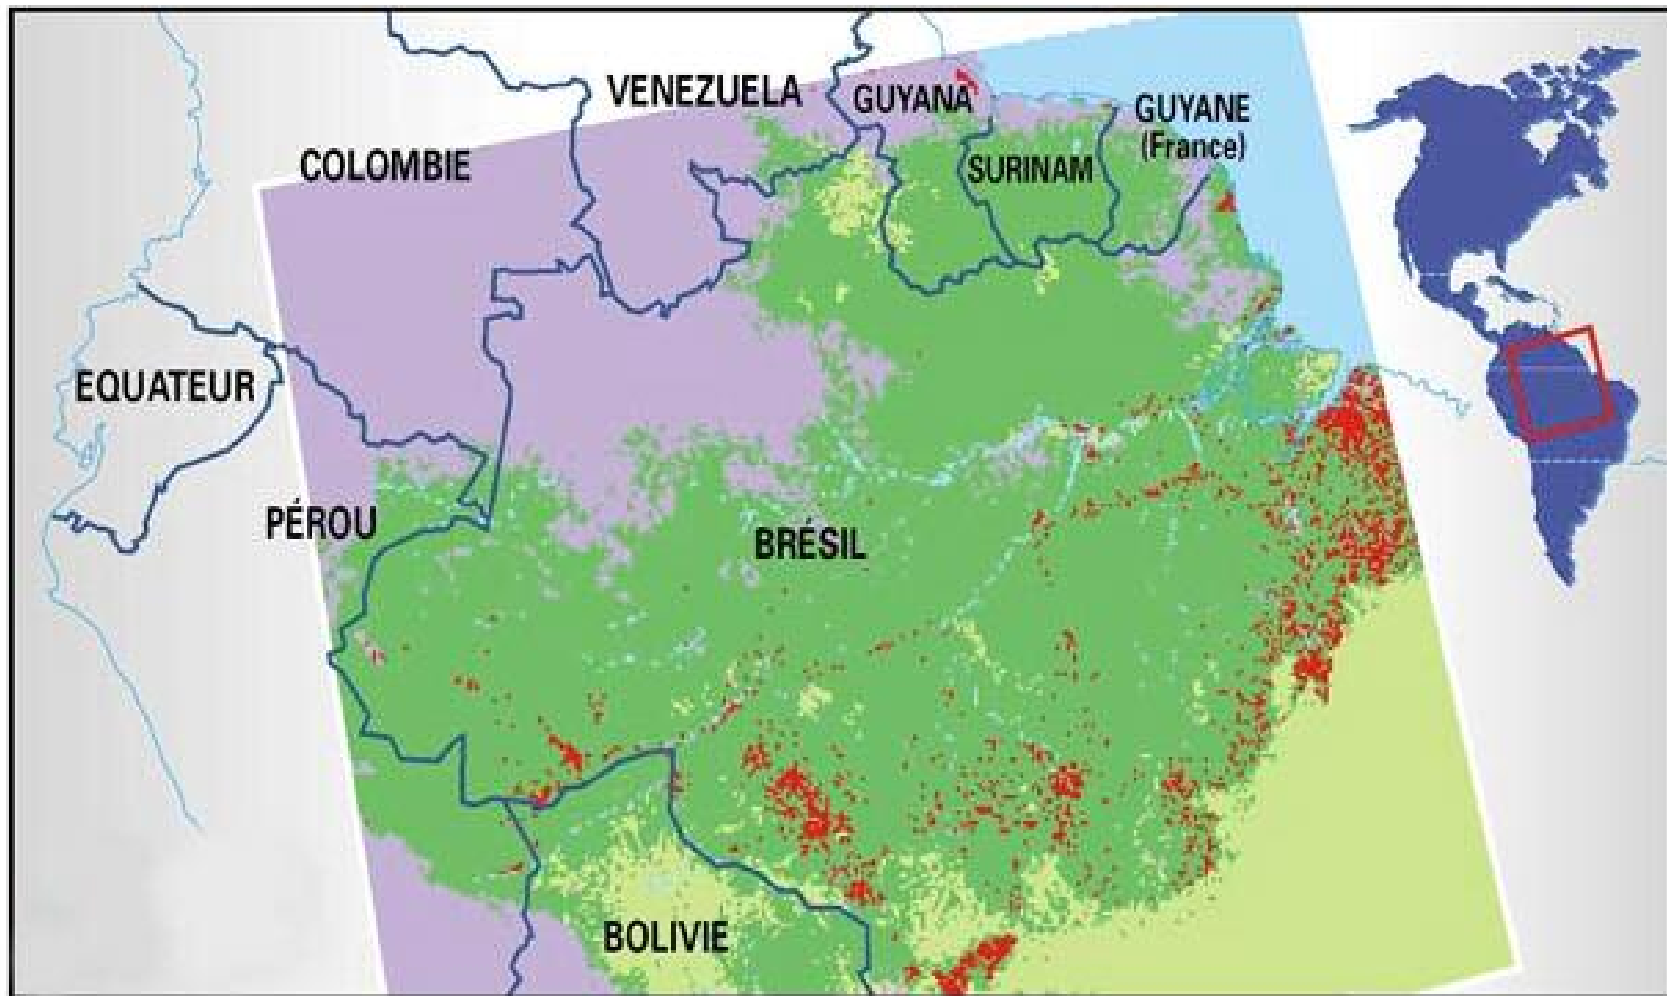 VENEZUELA
GUYANA
GUYANE
(France)
COLOMBIE
SURINAM
EQUATEUR
PÉROU
BRÉSIL
BOLIVIE